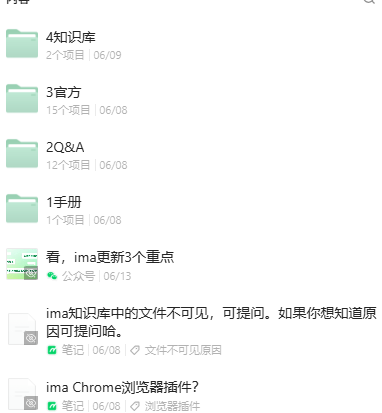 4知识库
2个项目 | 06/09
3官方
15个项目 | 06/08
2Q&A
12个项目 | 06/08
1手册
1个项目 | 06/08
看，ima更新3个重点
公众号 | 06/13
ima知识库中的文件不可见，可提问。如果你想知道原
因可提问哈。
笔记 | 06/08 | 文件不可见原因
ima Chrome浏览器插件?
笔记 | 06/08 | 浏览器插件